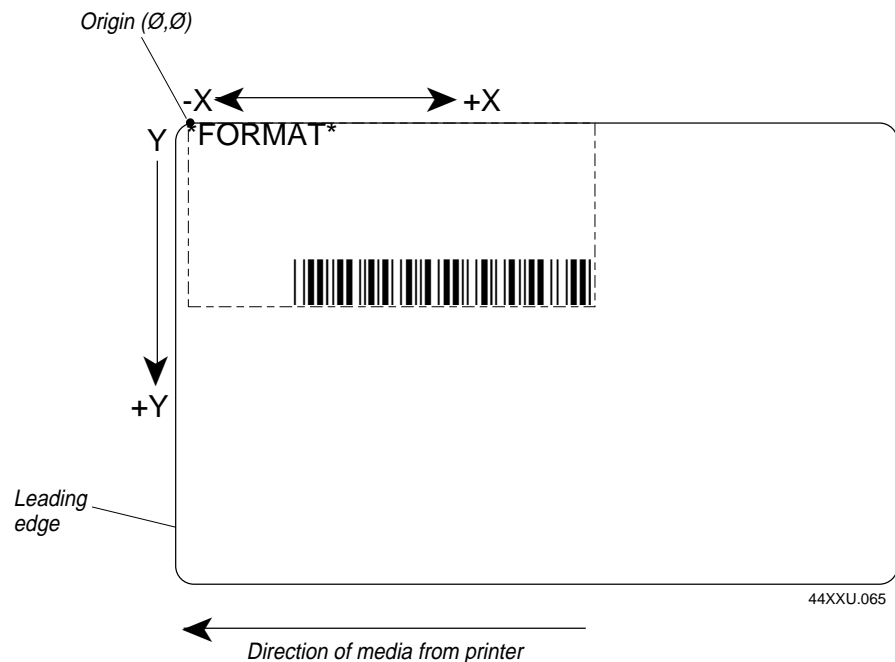 Origin (Ø,Ø)
-X +X
Y *FORMAT*
+Y
Leading
edge
44XXU.065
Direction of media from printer